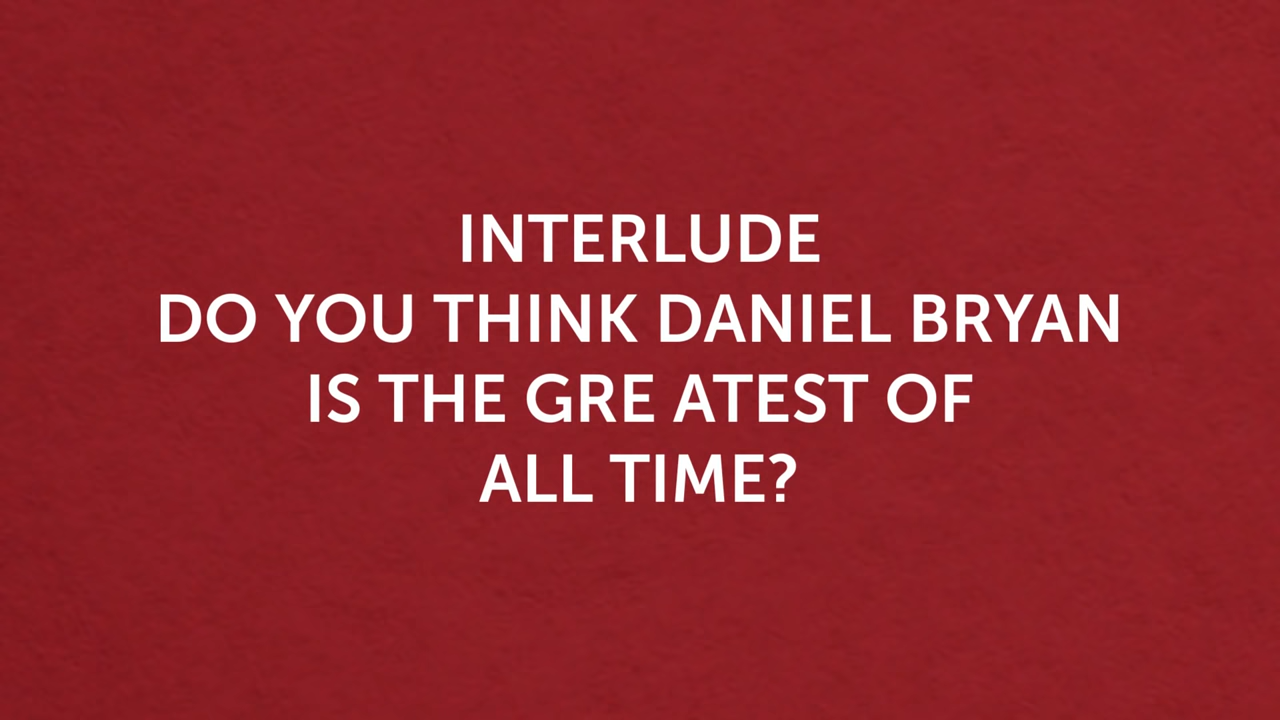 INTERLUDE
DO YOU THINK DANIEL BRYAN
IS THE GRE ATEST OF
ALL TIME?